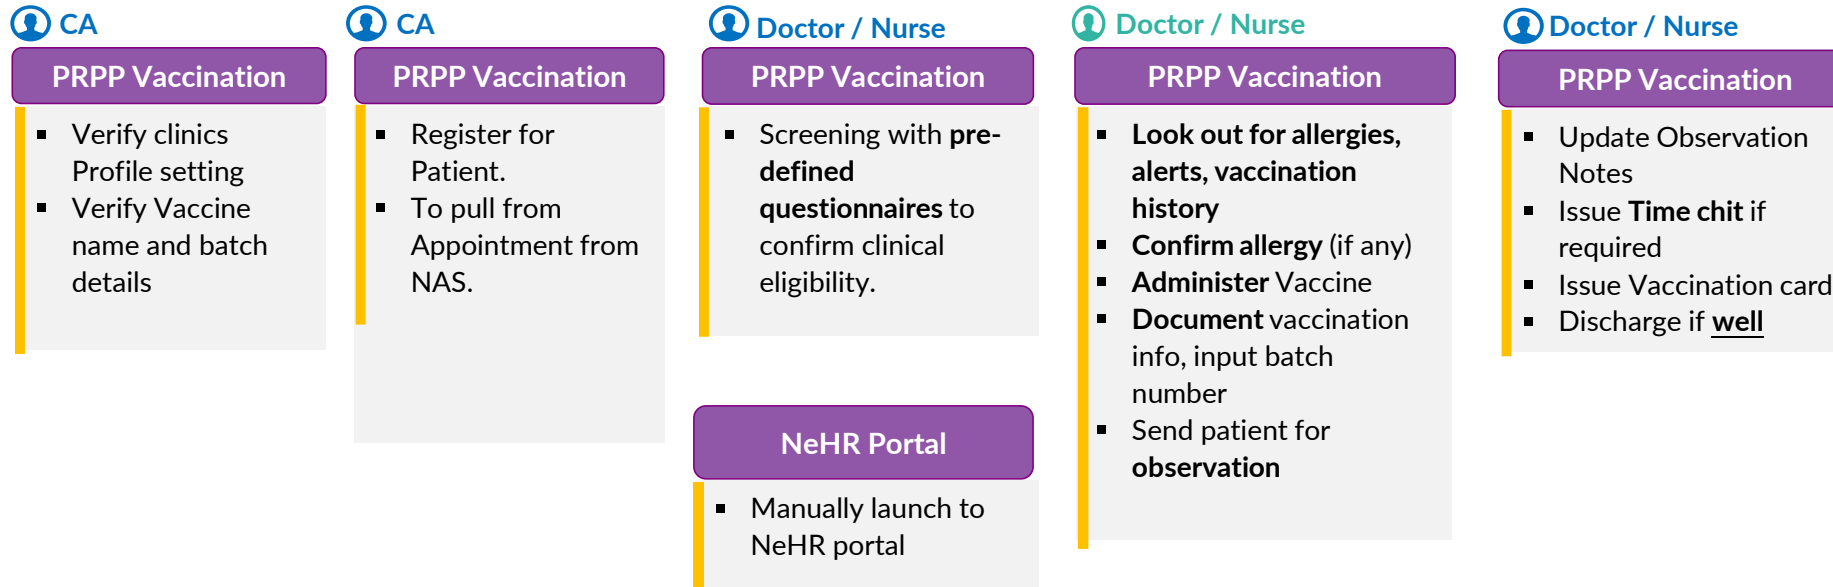 CA
PRPP Vaccination
▪ Verify clinics
Profile setting
▪ Verify Vaccine
name and batch
details
CA
PRPP Vaccination
▪ Register for
Patient.
▪ To pull from
Appointment from
NAS.
Doctor / Nurse
PRPP Vaccination
▪ Screening with pre-
defined
questionnaires to
confirm clinical
eligibility.
NeHR Portal
▪ Manually launch to
NeHR portal
Doctor / Nurse
PRPP Vaccination
▪ Look out for allergies,
alerts, vaccination
history
▪ Confirm allergy (if any)
▪ Administer Vaccine
▪ Document vaccination
info, input batch
number
▪ Send patient for
observation
Doctor / Nurse
PRPP Vaccination
▪ Update Observation
Notes
▪ Issue Time chit if
required
▪ Issue Vaccination card
▪ Discharge if well